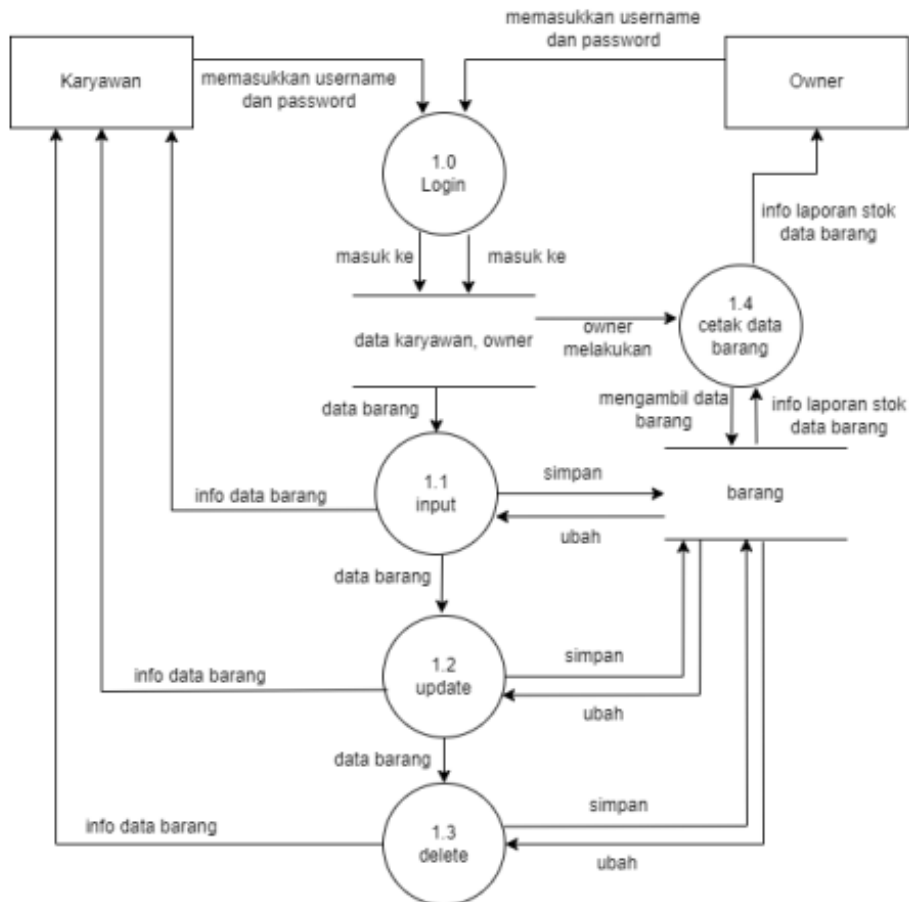 memasukkan username
dan password
Karyawan
memasukkan username
dan password
Owner
1.0
Login
info laporan stok
data barang
masuk ke
masuk ke
1.4
cetak data
barang
data karyawan, owner
owner
melakukan
data barang
mengambil data
barang
info laporan stok
data barang
1.1
input
simpan
barang
info data barang
ubah
data barang
1.2
update
simpan
info data barang
ubah
data barang
1.3
delete
simpan
info data barang
ubah